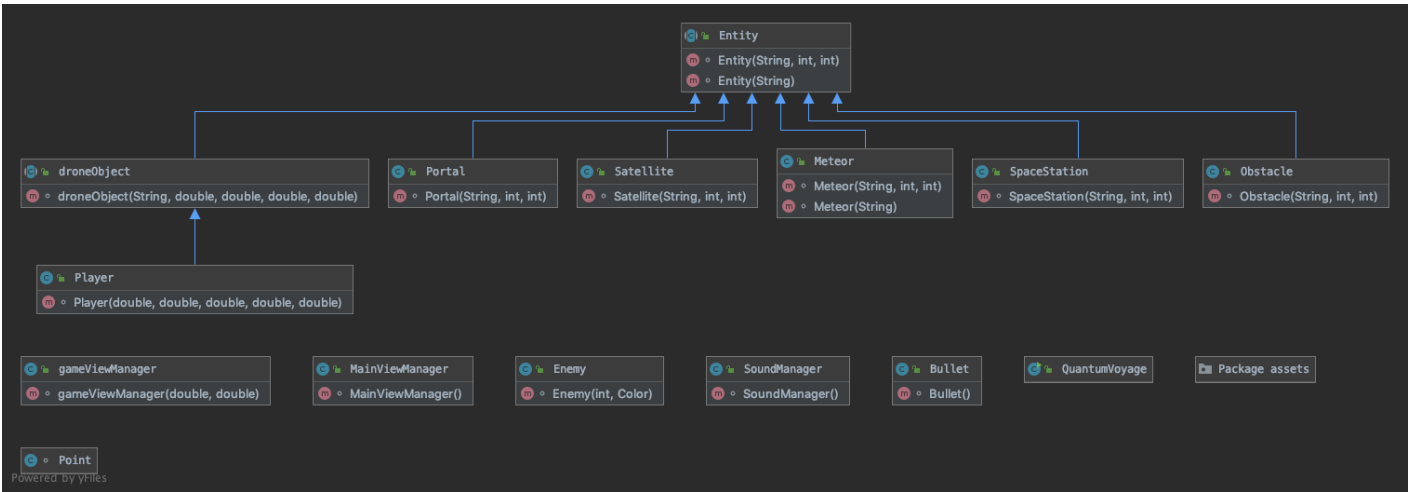 Entity
Entity(String, int, int)
Entity(String)
droneObject
droneObject(String, double, double, double, double)
Portal
Portal(String, int, int)
Satellite
Satellite(String, int, int)
Meteor
Meteor(String, int, int)
Meteor(String)
SpaceStation
SpaceStation(String, int, int)
Obstacle
Obstacle(String, int, int)
Player
Player(double, double, double, double, double)
gameViewManager
gameViewManager(double, double)
MainViewManager
MainViewManager()
Enemy
Enemy(int, Color)
SoundManager
SoundManager()
Bullet
Bullet()
QuantumVoyage
Package assets
Point
Powered by yFiles